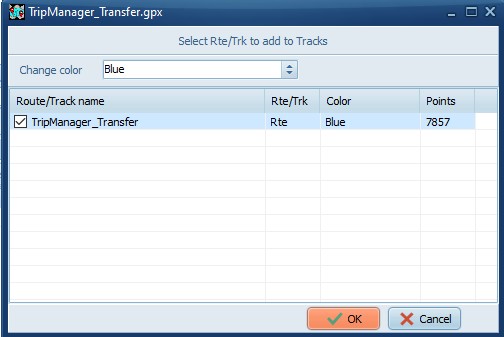 TripManager_Transfer.gpx
Select Rte/Trk to add to Tracks
Change color Blue
Route/Track name Rte/Trk Color Points
TripManager_Transfer Rte Blue 7857
OK Cancel